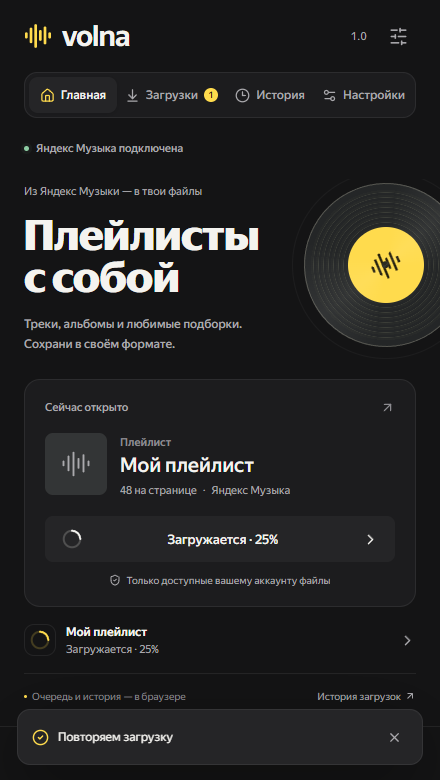 volna
1.0
Главная
Загрузки 1
История
Настройки
Яндекс Музыка подключена
Из Яндекс Музыки — в твои файлы
Плейлисты
с собой
Треки, альбомы и любимые подборки.
Сохрани в своём формате.
Сейчас открыто
Плейлист
Мой плейлист
48 на странице · Яндекс Музыка
Загружается · 25%
Только доступные вашему аккаунту файлы
Мой плейлист
Загружается · 25%
Очередь и история — в браузере
История загрузок
Повторяем загрузку